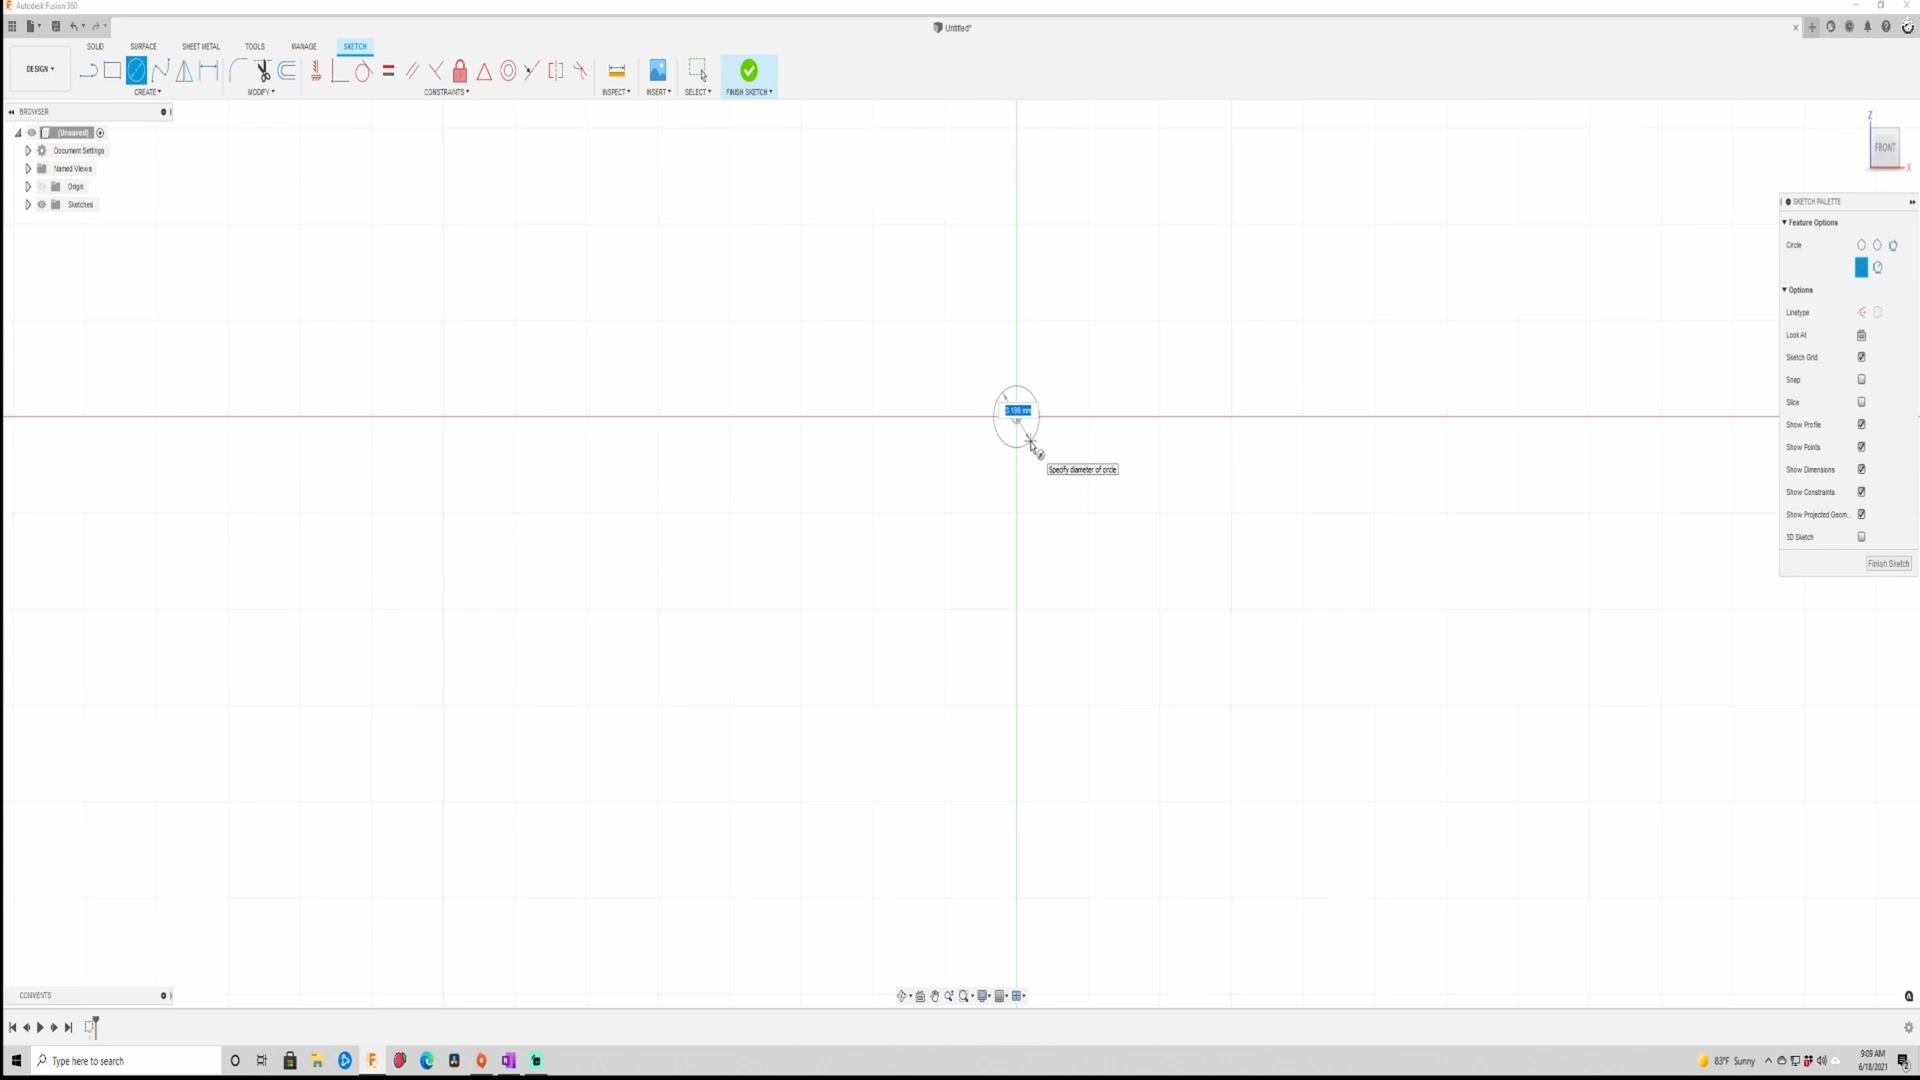 Autodesk Fusion 360
Untitled*
SOLID
SURFACE
SHEET METAL
TOOLS
MANAGE
SKETCH
DESIGN
CREATE
MODIFY
CONSTRAINTS
INSPECT
INSERT
SELECT
FINISH SKETCH
BROWSER
(Unsaved)
Document Settings
Named Views
Origin
Sketches
Z
FRONT
X
SKETCH PALETTE
Feature Options
Circle
Options
Linetype
Look At
Sketch Grid
Snap
Slice
Show Profile
Show Points
Show Dimensions
Show Constraints
Show Projected Geom...
3D Sketch
Finish Sketch
3.199 mm
Specify diameter of circle
COMMENTS
Type here to search
83°F Sunny
9:09 AM
6/18/2021